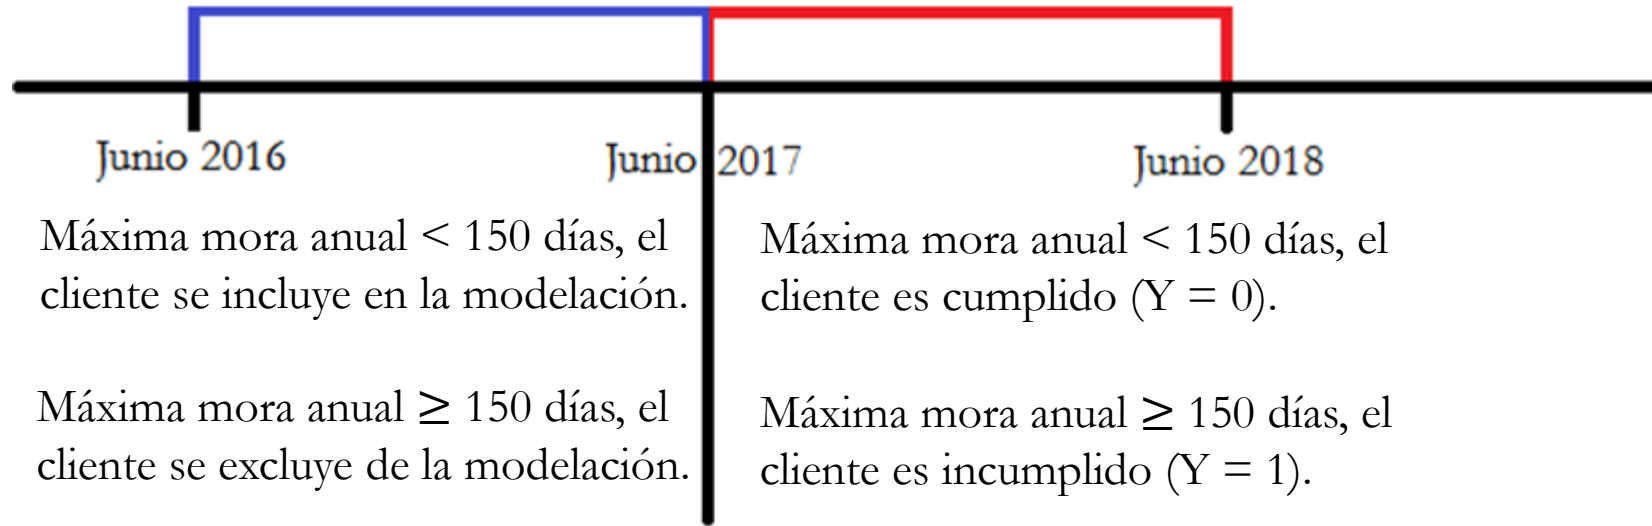 Junio 2016
Junio 2017
Junio 2018
Máxima mora anual < 150 días, el
cliente se incluye en la modelación.
Máxima mora anual ≥ 150 días, el
cliente se excluye de la modelación.
Máxima mora anual < 150 días, el
cliente es cumplido (Y = 0).
Máxima mora anual ≥ 150 días, el
cliente es incumplido (Y = 1).